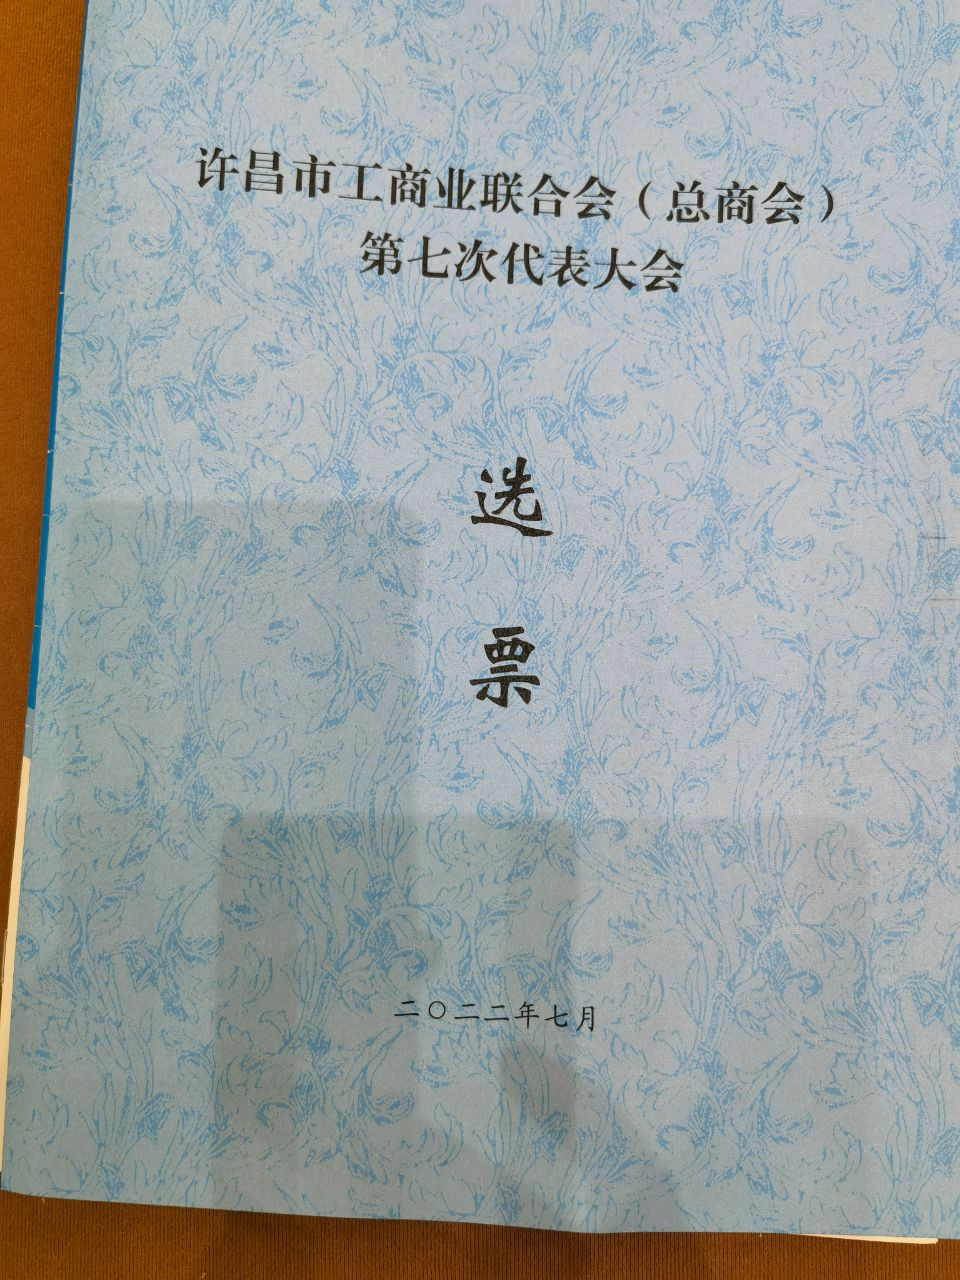 许昌市工商业联合会（总商会）
第七次代表大会
选
票
二〇二二年七月